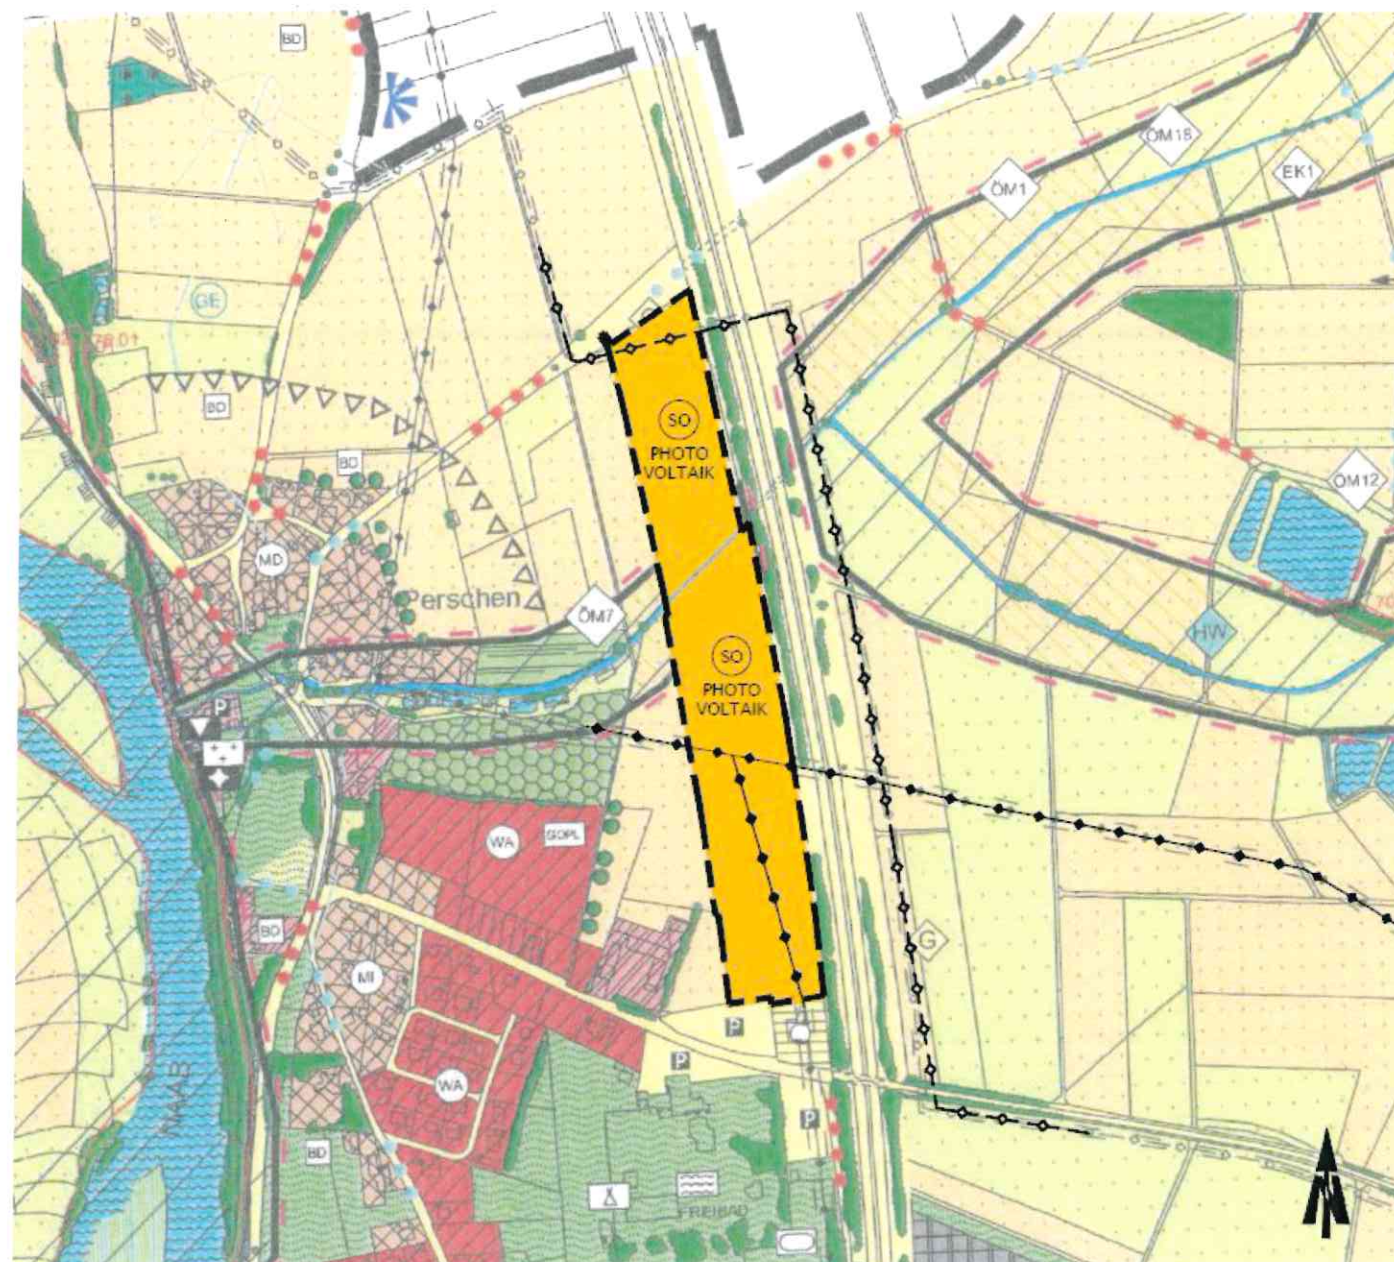 BD
ÖM18
ÖM1
EK1
GE
BD
SO
PHOTO
VOLTAIK
BD
ÖM12
MD
Perschen
ÖM7
HW
SO
PHOTO
VOLTAIK
P
WA
GOPL
BD
G
MI
P
P
WA
NAAB
P
BD
FREIBAD